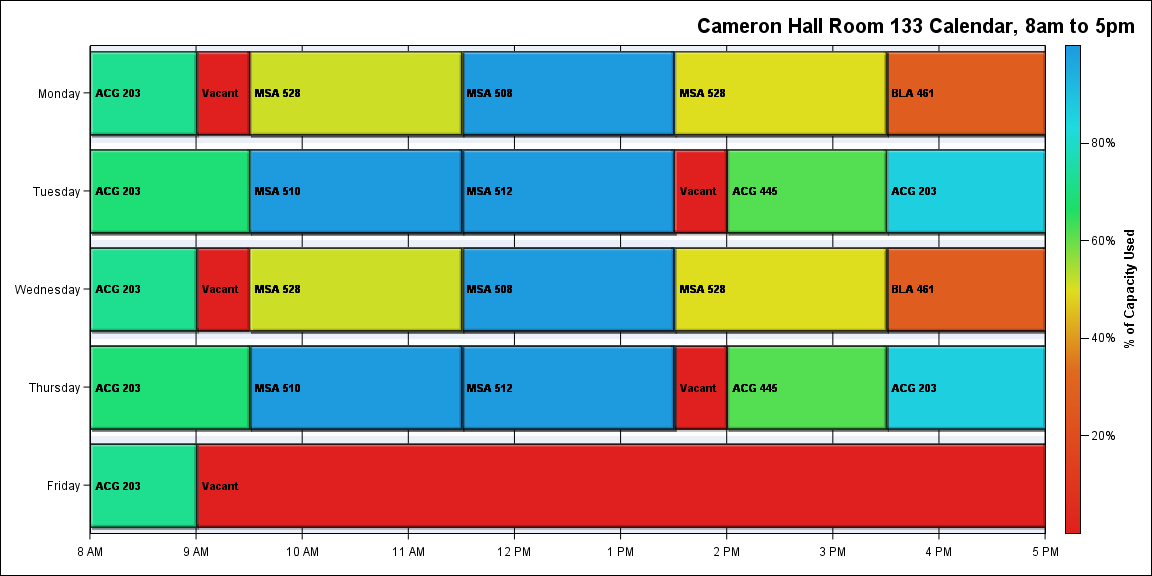 Cameron Hall Room 133 Calendar, 8am to 5pm
Monday
ACG 203
Vacant
MSA 528
MSA 508
MSA 528
BLA 461
Tuesday
ACG 203
MSA 510
MSA 512
Vacant
ACG 445
ACG 203
Wednesday
ACG 203
Vacant
MSA 528
MSA 508
MSA 528
BLA 461
Thursday
ACG 203
MSA 510
MSA 512
Vacant
ACG 445
ACG 203
Friday
ACG 203
Vacant
8 AM
9 AM
10 AM
11 AM
12 PM
1 PM
2 PM
3 PM
4 PM
5 PM
80%
60%
40%
20%
% of Capacity Used